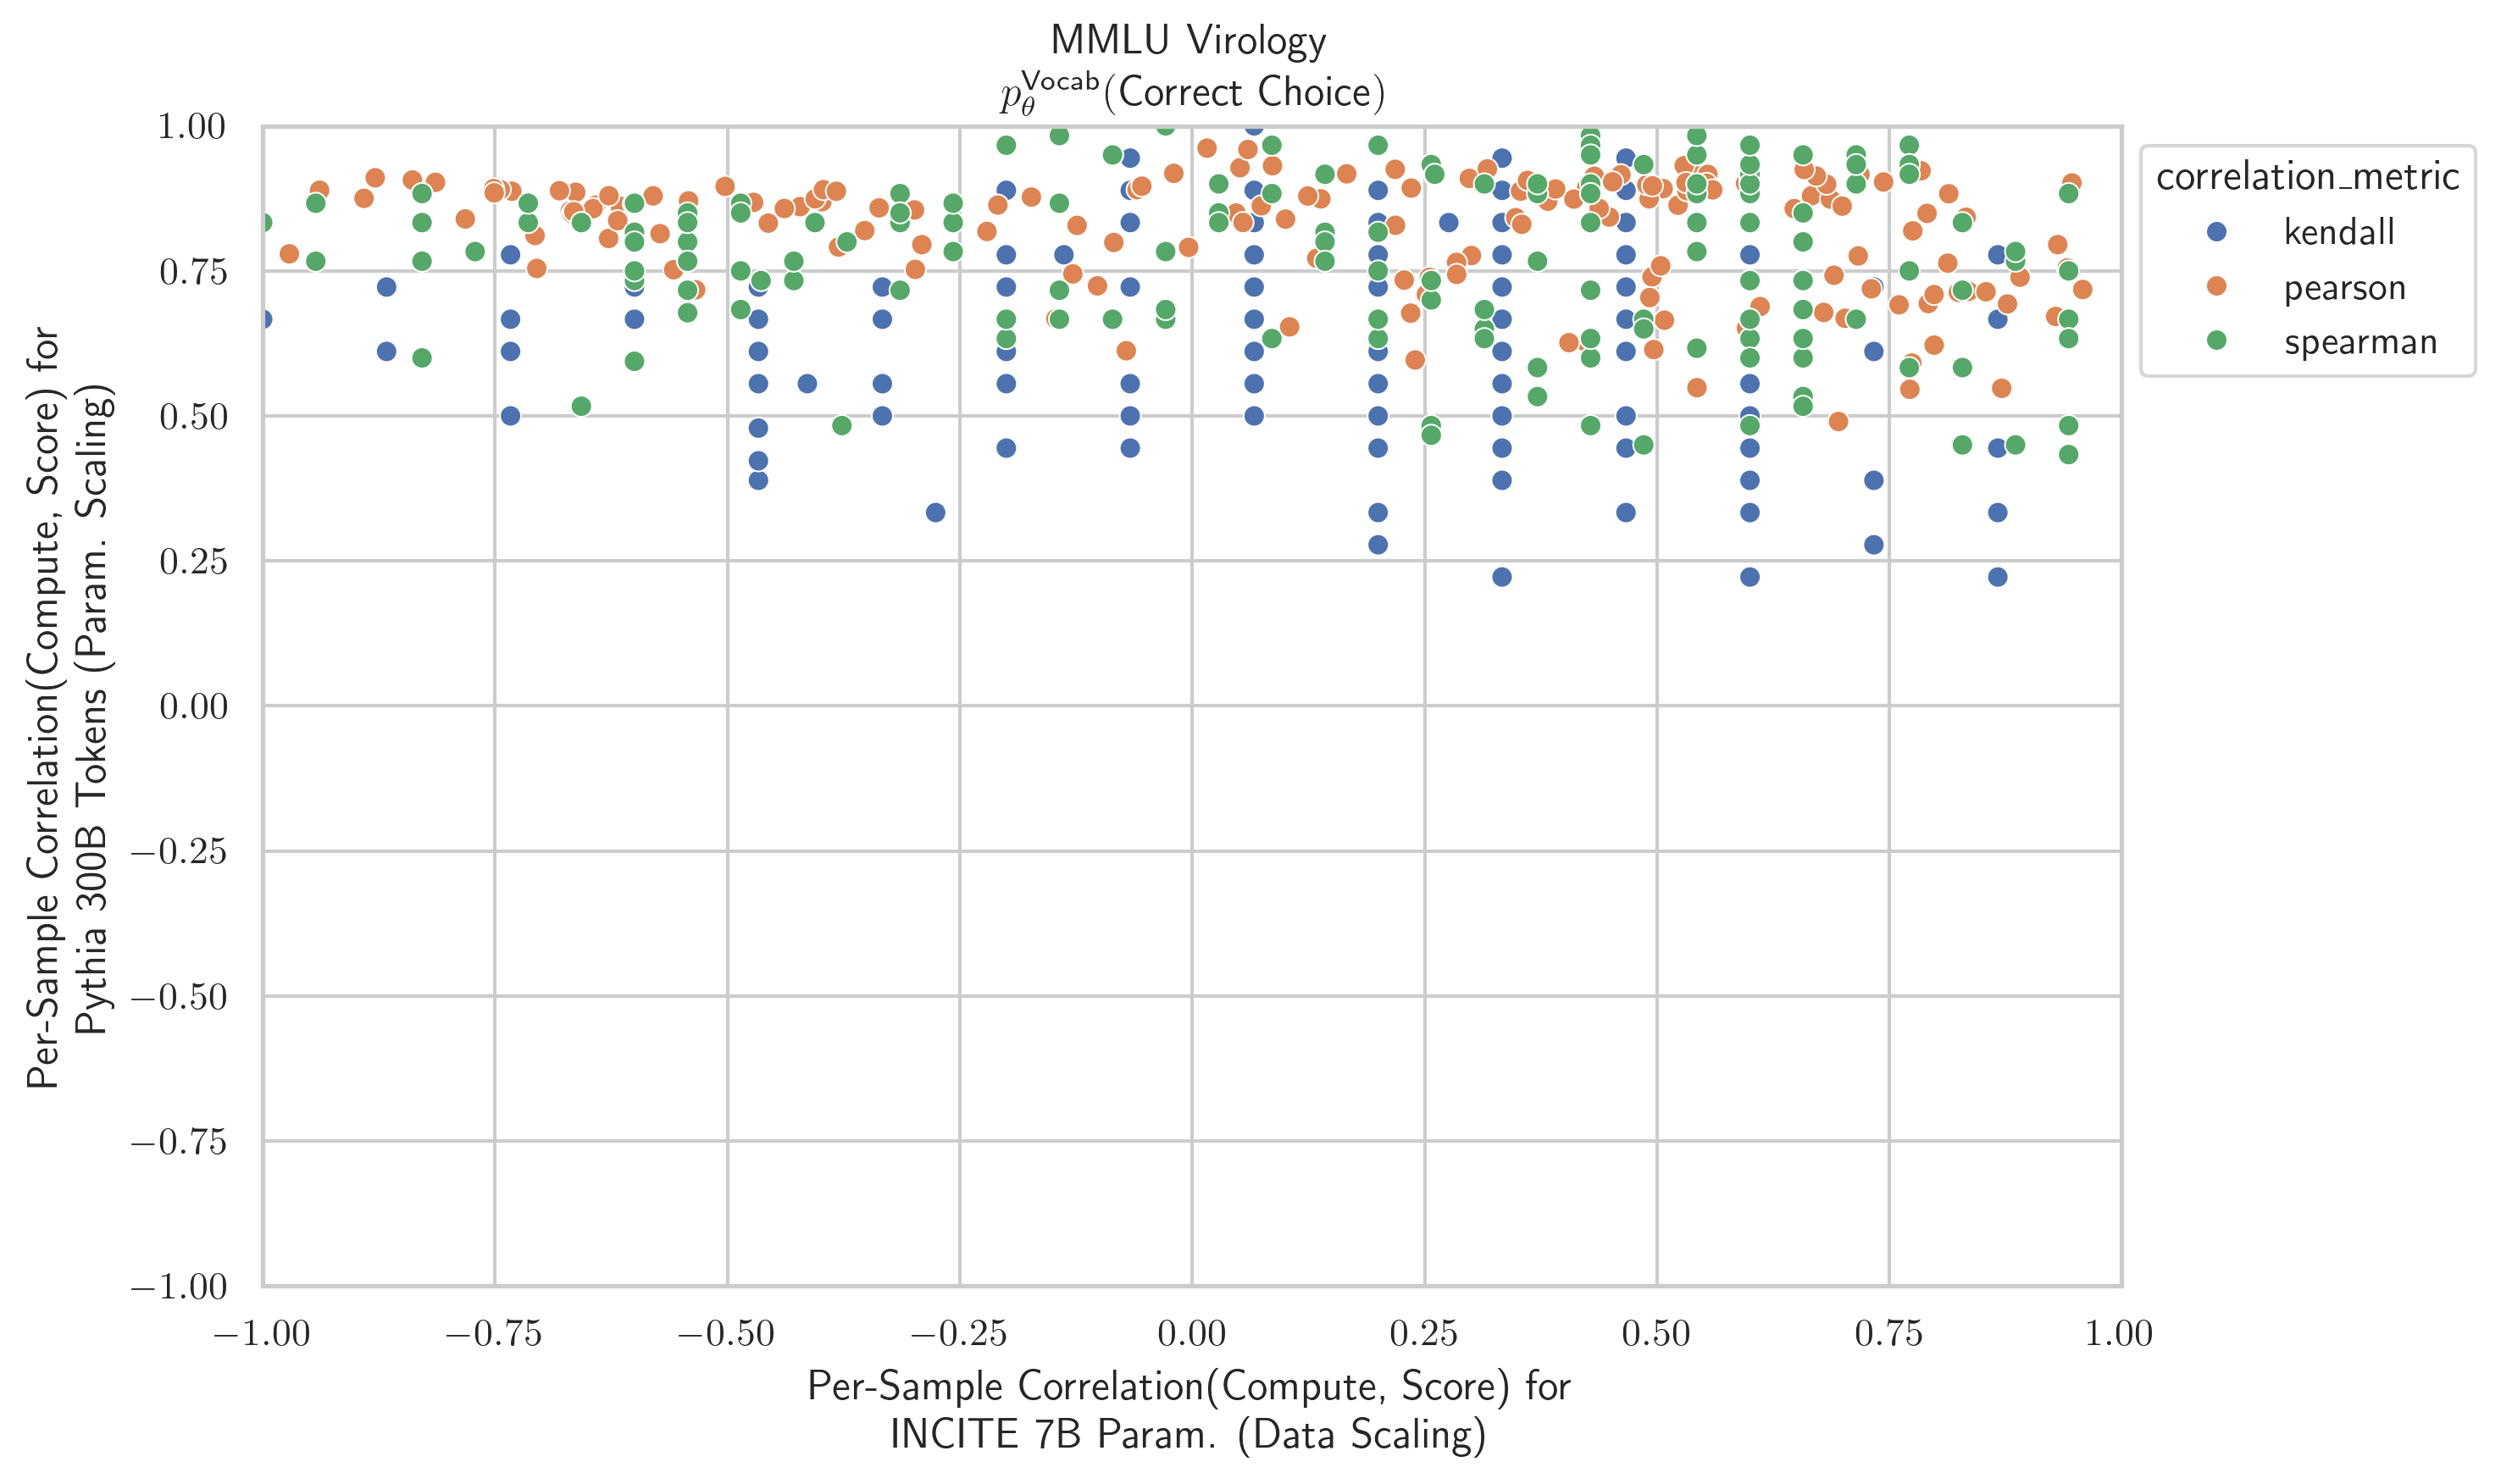 MMLU Virology
p_θ^Vocab(Correct Choice)
1.00
0.75
0.50
0.25
0.00
−0.25
−0.50
−0.75
−1.00
Per-Sample Correlation(Compute, Score) for
Pythia 300B Tokens (Param. Scaling)
correlation_metric
kendall
pearson
spearman
−1.00 −0.75 −0.50 −0.25 0.00 0.25 0.50 0.75 1.00
Per-Sample Correlation(Compute, Score) for
INCITE 7B Param. (Data Scaling)